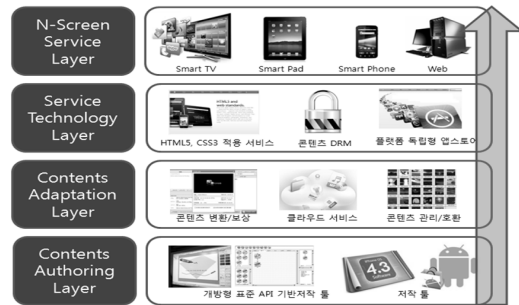 N-Screen
Service
Layer
Smart TV
Smart Pad
Smart Phone
Web
Service
Technology
Layer
HTML5, CSS3 적용 서비스
콘텐츠 DRM
플랫폼 독립형 앱스토어
Contents
Adaptation
Layer
콘텐츠 변환/보상
클라우드 서비스
콘텐츠 관리/호환
Contents
Authoring
Layer
4.3
개방형 표준 API 기반저작 툴
저작 툴